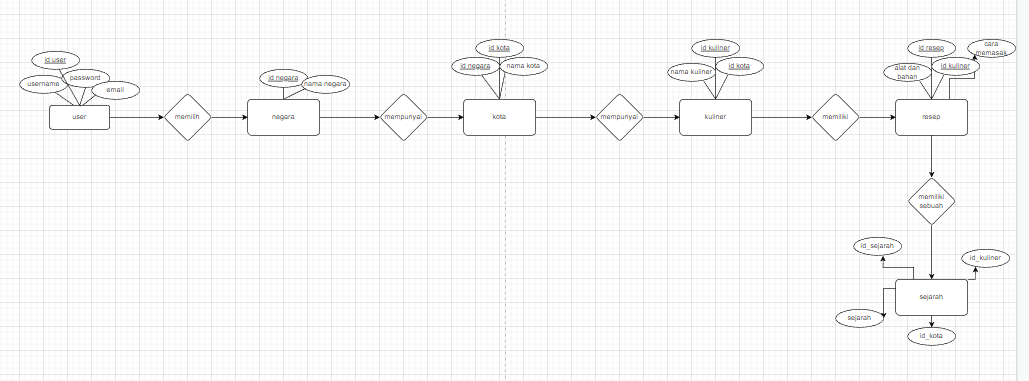 id user
username
password
email
user
memilih
id negara
nama negara
negara
mempunyai
id kota
id negara
nama kota
kota
mempunyai
id kuliner
nama kuliner
id kota
kuliner
memiliki
id resep
cara
memasak
alat dan
bahan
id kuliner
resep
memiliki
sebuah
id_sejarah
id_kuliner
sejarah
sejarah
id_kota